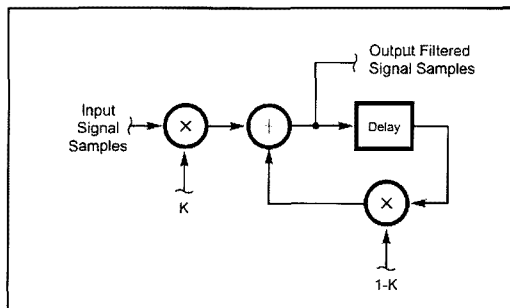 Output Filtered
Signal Samples
Input
Signal
Samples
×
+
Delay
K
×
1-K